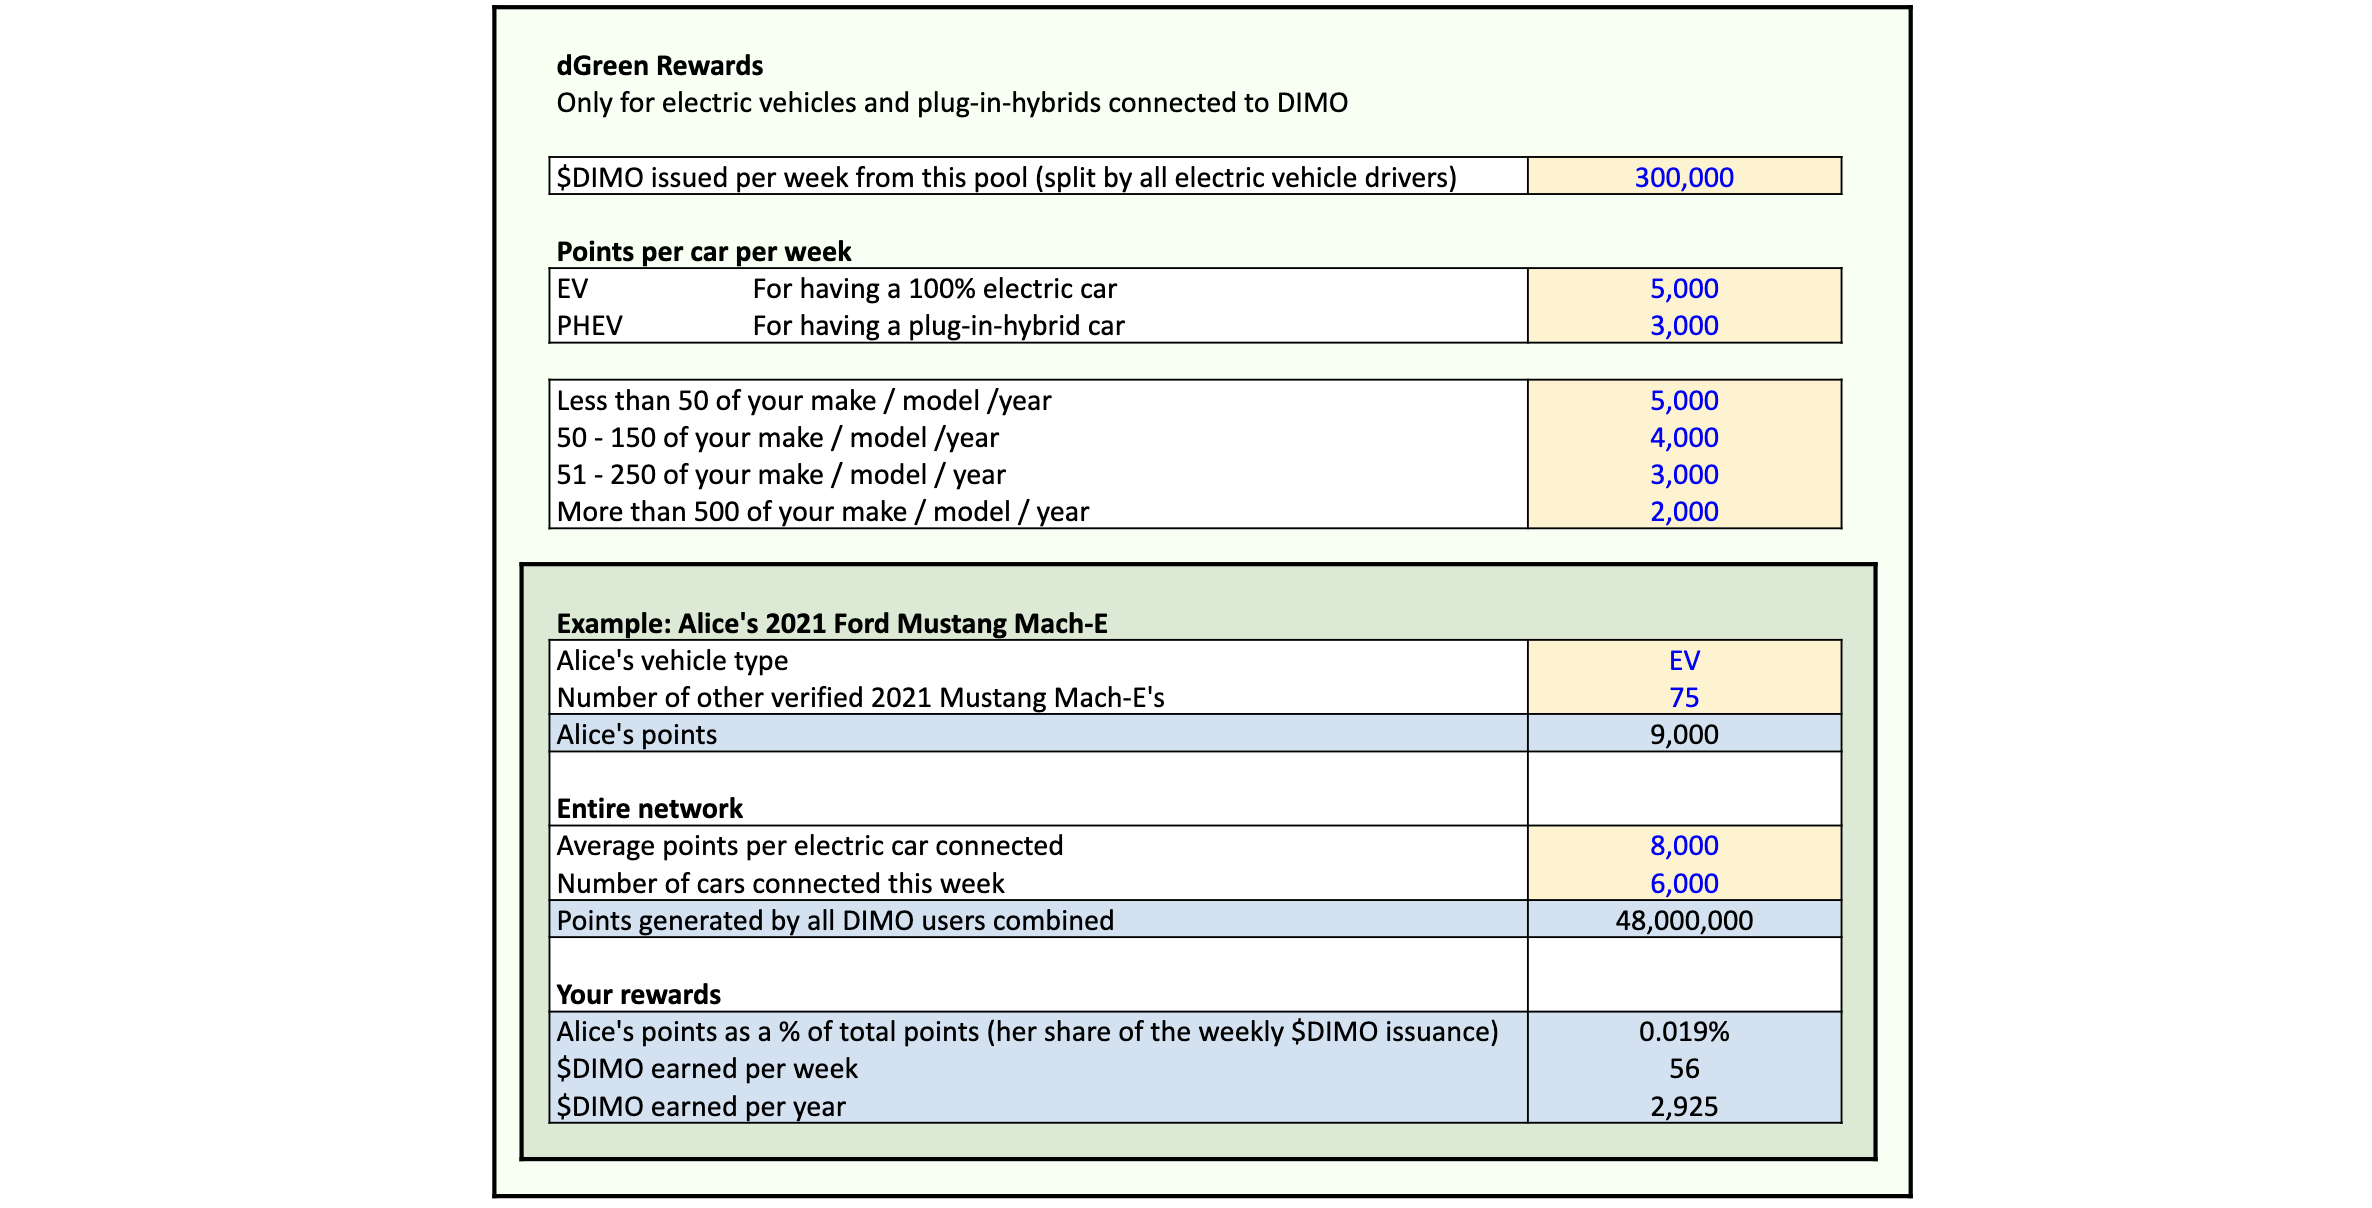 dGreen Rewards
Only for electric vehicles and plug-in-hybrids connected to DIMO
$DIMO issued per week from this pool (split by all electric vehicle drivers) 300,000
Points per car per week
EV For having a 100% electric car 5,000
PHEV For having a plug-in-hybrid car 3,000
Less than 50 of your make / model /year 5,000
50 - 150 of your make / model /year 4,000
51 - 250 of your make / model / year 3,000
More than 500 of your make / model / year 2,000
Example: Alice's 2021 Ford Mustang Mach-E
Alice's vehicle type EV
Number of other verified 2021 Mustang Mach-E's 75
Alice's points 9,000
Entire network
Average points per electric car connected 8,000
Number of cars connected this week 6,000
Points generated by all DIMO users combined 48,000,000
Your rewards
Alice's points as a % of total points (her share of the weekly $DIMO issuance) 0.019%
$DIMO earned per week 56
$DIMO earned per year 2,925